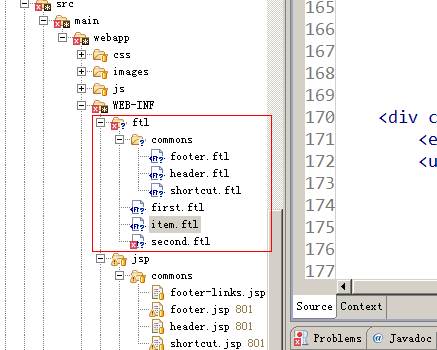 src
main
webapp
css
images
js
WEB-INF
ftl
commons
footer.ftl
header.ftl
shortcut.ftl
first.ftl
item.ftl
second.ftl
jsp
commons
footer-links.jsp
footer.jsp 801
header.jsp 801
shortcut.jsp 801
165
166
167
168
169
170 <div c
171 <e
172 <u
173
174
175
176
177
Source Context
Problems @ Javadoc